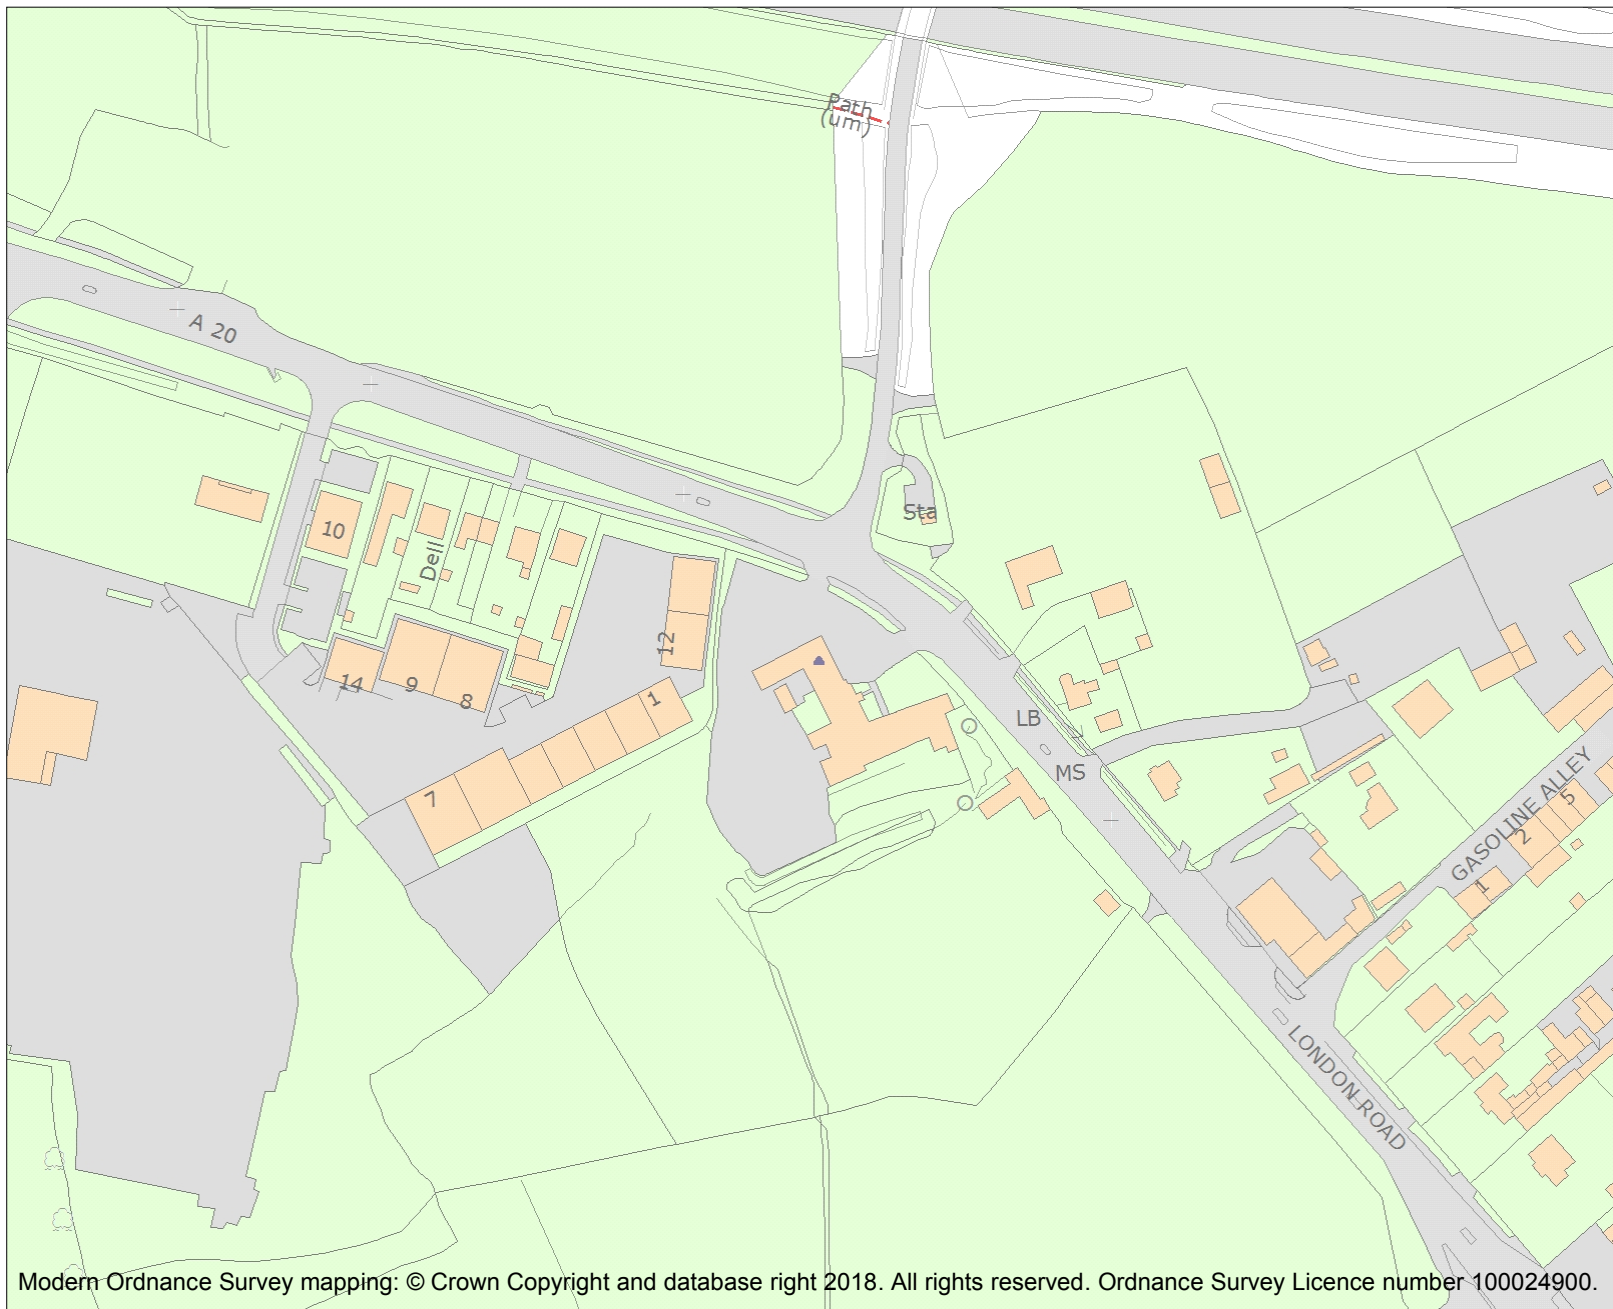 Path
(um)
A 20
Sta
10
Dell
12
14
9
8
1
7
LB
MS
GASOLINE ALLEY
5
2
1
LONDON ROAD
Modern Ordnance Survey mapping: © Crown Copyright and database right 2018. All rights reserved. Ordnance Survey Licence number 100024900.